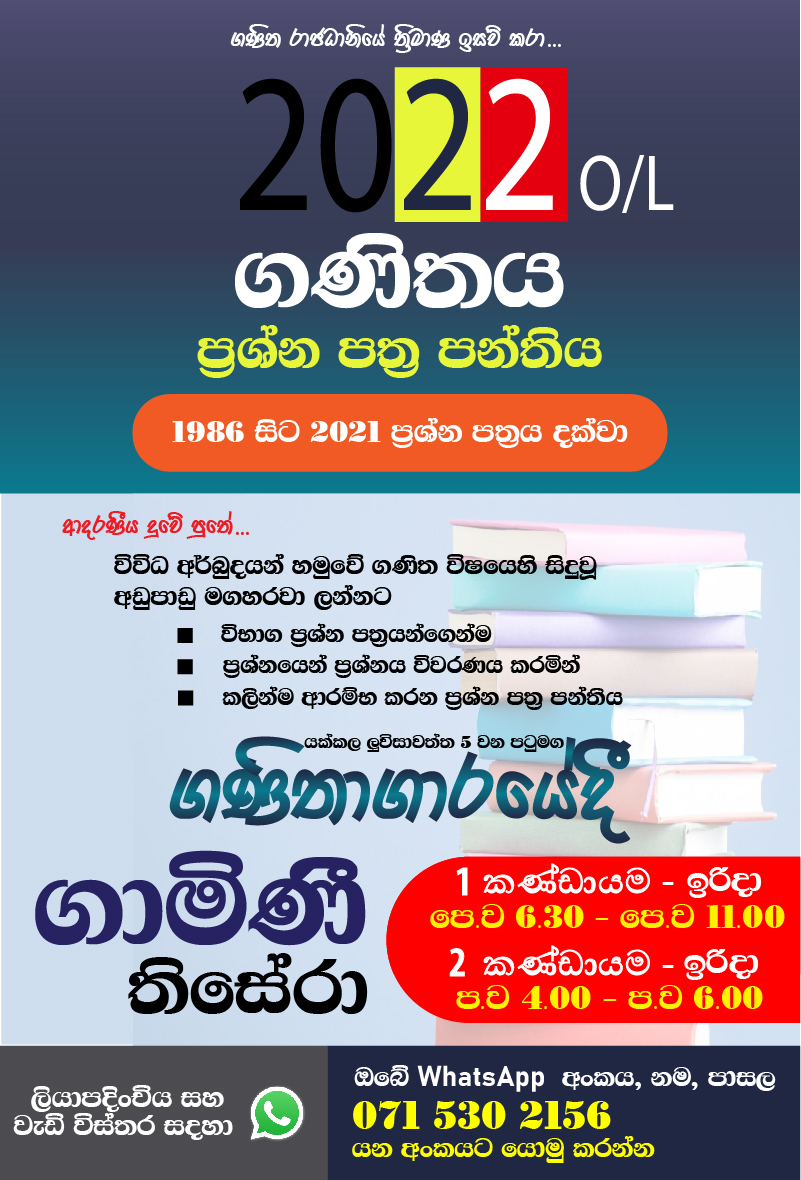 ගණිත රාජධානියේ ත්‍රිමාණ ඉසව් කරා...
2022 O/L
ගණිතය
ප්‍රශ්න පත්‍ර පන්තිය
1986 සිට 2021 ප්‍රශ්න පත්‍රය දක්වා
ආදරණීය දුවේ පුතේ...
විවිධ අර්බුදයන් හමුවේ ගණිත විෂයෙහි සිදුවූ
අඩුපාඩු මගහරවා ලන්නට
■ විභාග ප්‍රශ්න පත්‍රයන්ගෙන්ම
■ ප්‍රශ්නයෙන් ප්‍රශ්නය විවරණය කරමින්
■ කලින්ම ආරම්භ කරන ප්‍රශ්න පත්‍ර පන්තිය
යක්කල ලුවිසාවත්ත 5 වන පටුමග
ගණිතාගාරයේදී
ගාමිණී
තිසේරා
1 කණ්ඩායම - ඉරිදා
පෙ.ව 6.30 - පෙ.ව 11.00
2 කණ්ඩායම - ඉරිදා
ප.ව 4.00 - ප.ව 6.00
ලියාපදිංචිය සහ
වැඩි විස්තර සදහා
ඔබේ WhatsApp අංකය, නම, පාසල
071 530 2156
යන අංකයට යොමු කරන්න